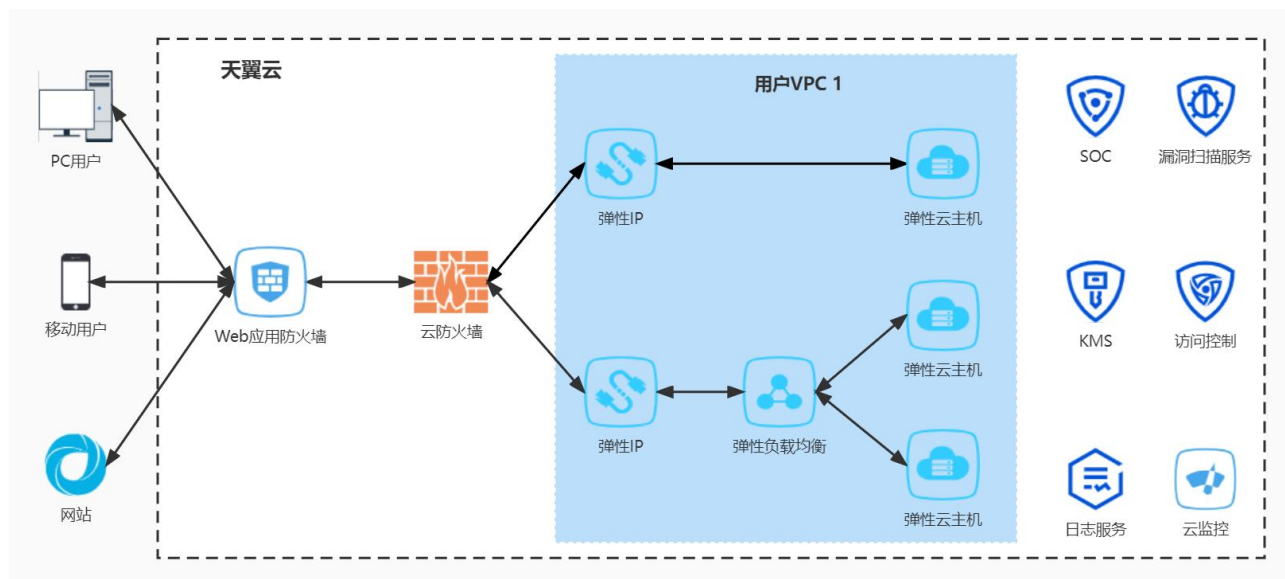 天翼云
用户VPC 1
PC用户
弹性IP
弹性云主机
SOC
漏洞扫描服务
移动用户
Web应用防火墙
云防火墙
弹性云主机
KMS
访问控制
弹性IP
弹性负载均衡
网站
弹性云主机
日志服务
云监控